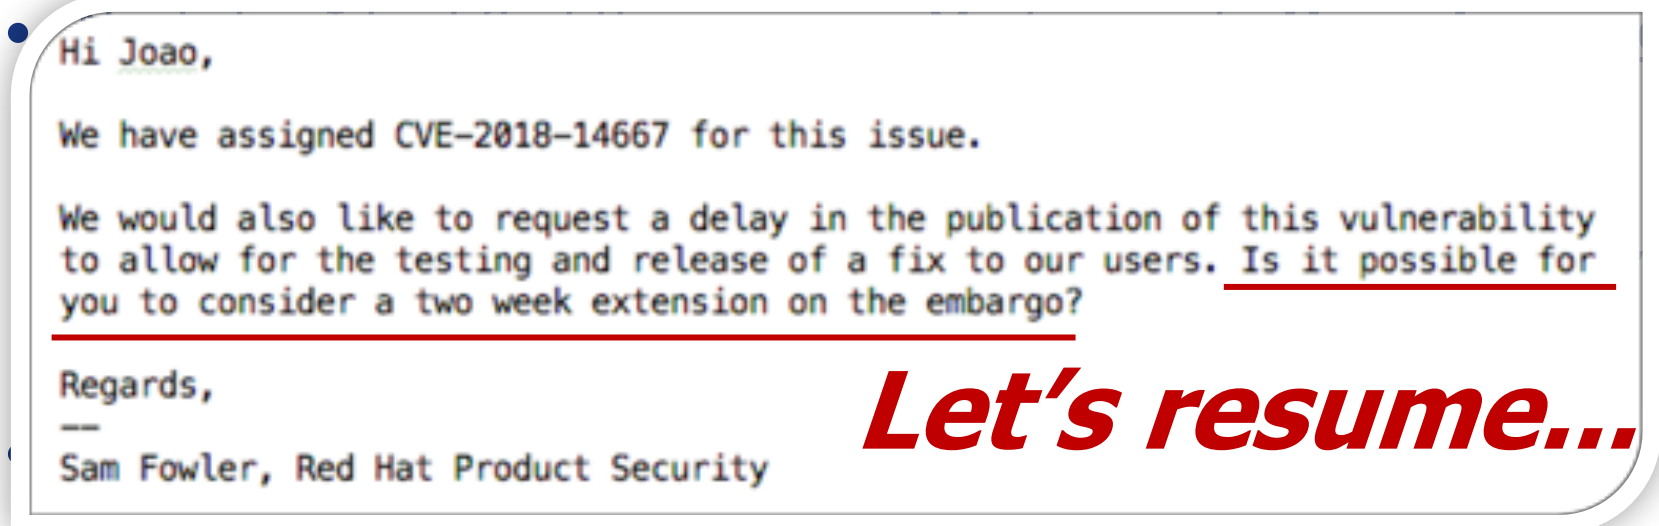 Hi Joao,
We have assigned CVE-2018-14667 for this issue.
We would also like to request a delay in the publication of this vulnerability
to allow for the testing and release of a fix to our users. Is it possible for
you to consider a two week extension on the embargo?
Regards,
Let's resume...
--
Sam Fowler, Red Hat Product Security